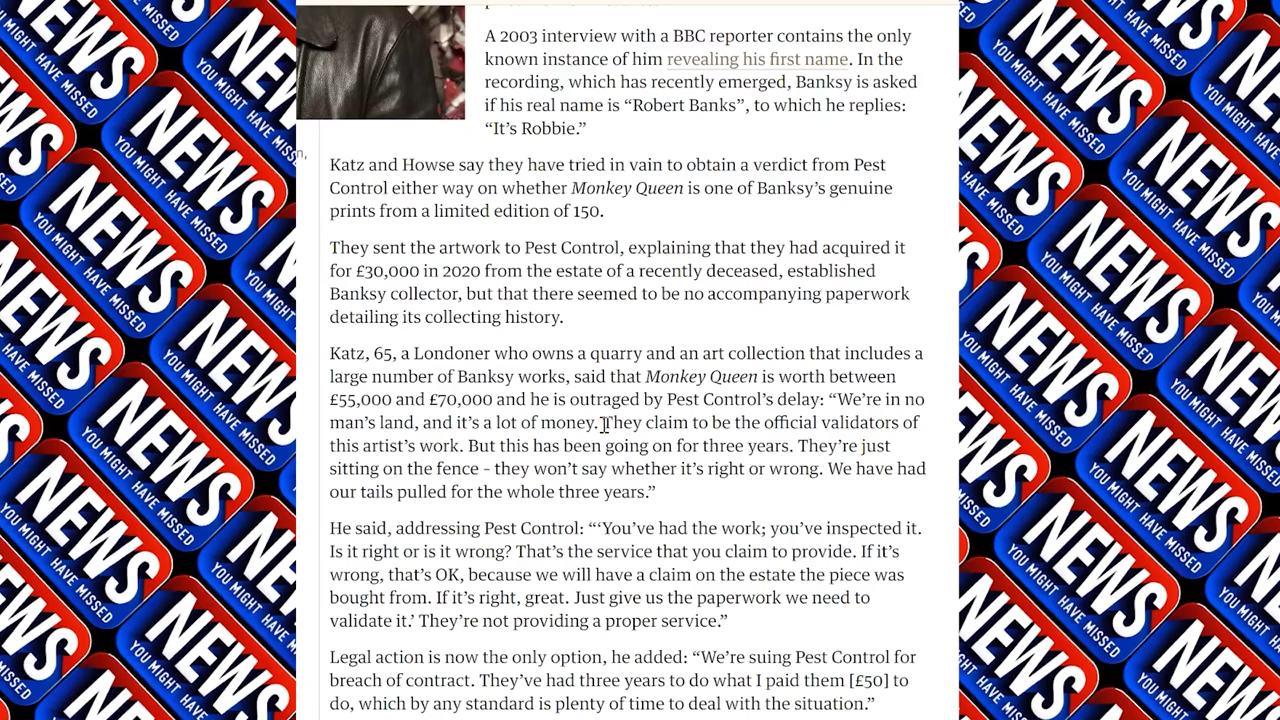 A 2003 interview with a BBC reporter contains the only
known instance of him revealing his first name. In the
recording, which has recently emerged, Banksy is asked
if his real name is “Robert Banks”, to which he replies:
“It’s Robbie.”
n,
Katz and Howse say they have tried in vain to obtain a verdict from Pest
Control either way on whether Monkey Queen is one of Banksy’s genuine
prints from a limited edition of 150.
They sent the artwork to Pest Control, explaining that they had acquired it
for £30,000 in 2020 from the estate of a recently deceased, established
Banksy collector, but that there seemed to be no accompanying paperwork
detailing its collecting history.
Katz, 65, a Londoner who owns a quarry and an art collection that includes a
large number of Banksy works, said that Monkey Queen is worth between
£55,000 and £70,000 and he is outraged by Pest Control’s delay: “We’re in no
man’s land, and it’s a lot of money. They claim to be the official validators of
this artist’s work. But this has been going on for three years. They’re just
sitting on the fence – they won’t say whether it’s right or wrong. We have had
our tails pulled for the whole three years.”
He said, addressing Pest Control: “‘You’ve had the work; you’ve inspected it.
Is it right or is it wrong? That’s the service that you claim to provide. If it’s
wrong, that’s OK, because we will have a claim on the estate the piece was
bought from. If it’s right, great. Just give us the paperwork we need to
validate it.’ They’re not providing a proper service.”
Legal action is now the only option, he added: “We’re suing Pest Control for
breach of contract. They’ve had three years to do what I paid them [£50] to
do, which by any standard is plenty of time to deal with the situation.”
NEWS
YOU MIGHT HAVE MISSED